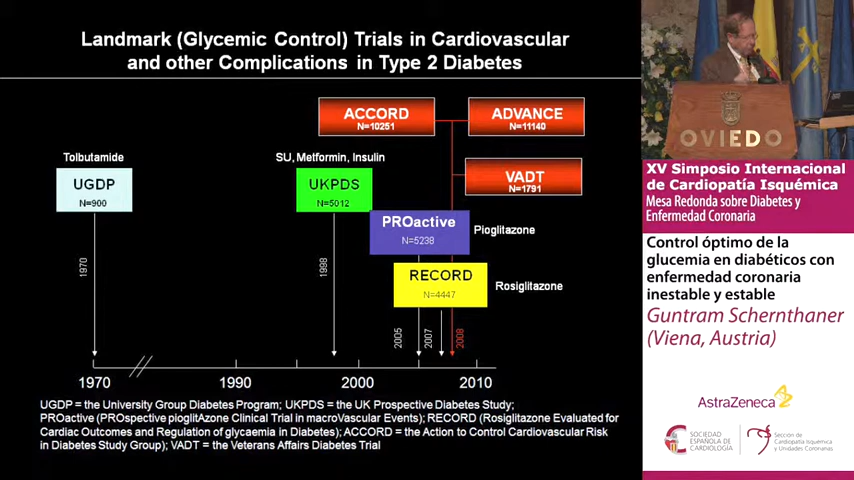 Landmark (Glycemic Control) Trials in Cardiovascular
and other Complications in Type 2 Diabetes
ACCORD
N=10251
ADVANCE
N=11140
Tolbutamide
SU, Metformin, Insulin
UGDP
N=900
UKPDS
N=5012
VADT
N=1791
PROactive
N=5238
Pioglitazone
RECORD
N=4447
Rosiglitazone
1970
1998
2005
2007
2008
1970
1990
2000
2010
UGDP = the University Group Diabetes Program; UKPDS = the UK Prospective Diabetes Study;
PROactive (PROspective pioglitAzone Clinical Trial in macroVascular Events); RECORD (Rosiglitazone Evaluated for
Cardiac Outcomes and Regulation of glycaemia in Diabetes); ACCORD = the Action to Control Cardiovascular Risk
in Diabetes Study Group); VADT = the Veterans Affairs Diabetes Trial
OVIEDO
XV Simposio Internacional
de Cardiopatía Isquémica
Mesa Redonda sobre Diabetes y
Enfermedad Coronaria
Control óptimo de la
glucemia en diabéticos con
enfermedad coronaria
inestable y estable
Guntram Schernthaner
(Viena, Austria)
AstraZeneca
SOCIEDAD
ESPAÑOLA DE
CARDIOLOGÍA
Sección de
Cardiopatía Isquémica
y Unidades Coronarias